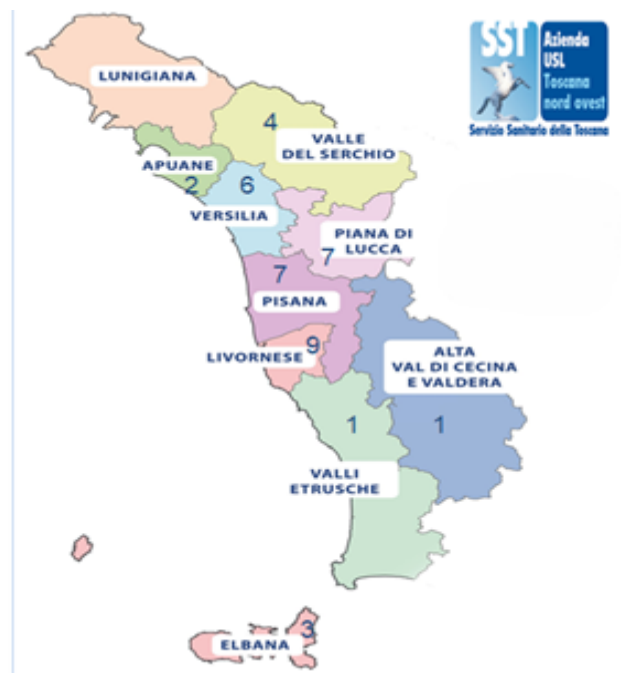 SST
Azienda
USL
Toscana
nord ovest
Servizio Sanitario della Toscana
LUNIGIANA
4
VALLE
DEL SERCHIO
APUANE
2
6
VERSILIA
PIANA DI
LUCCA
7
7
PISANA
LIVORNESE
9
ALTA
VAL DI CECINA
E VALDERA
1
1
VALLI
ETRUSCHE
3
ELBANA